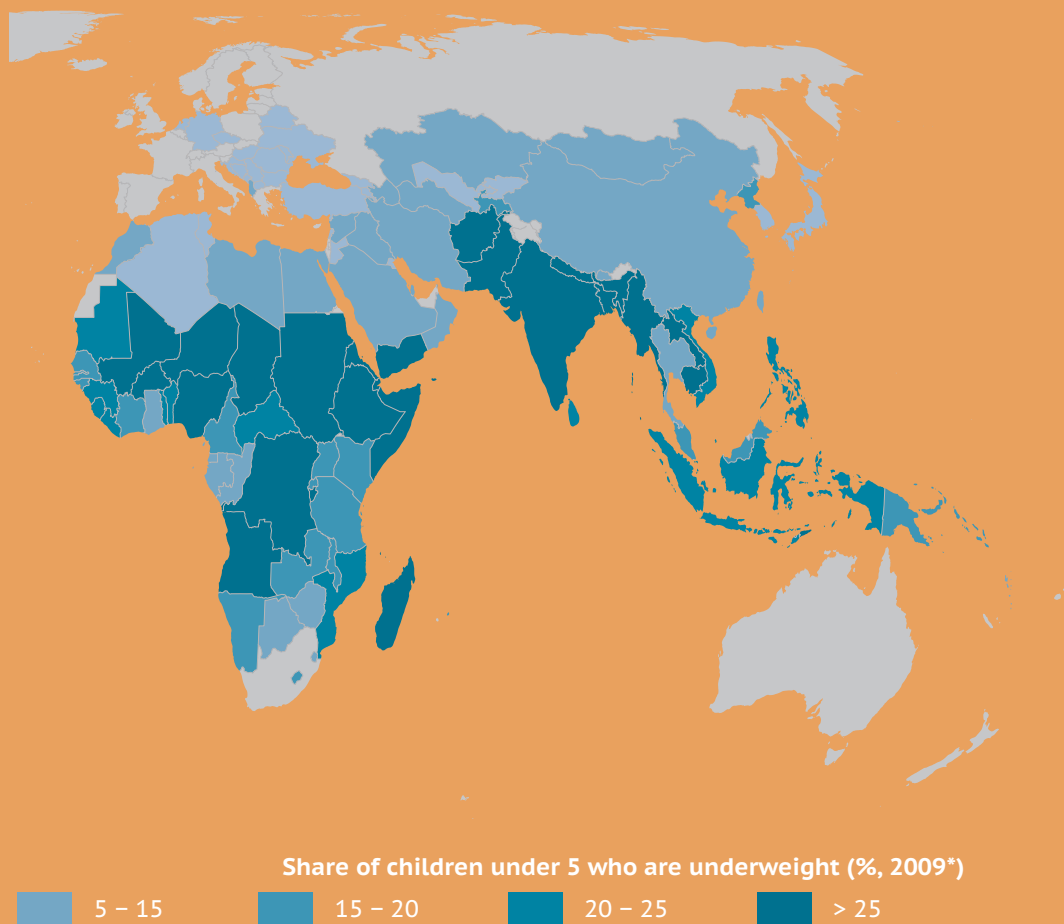 Share of children under 5 who are underweight (%, 2009*)
5 – 15 15 – 20 20 – 25 > 25